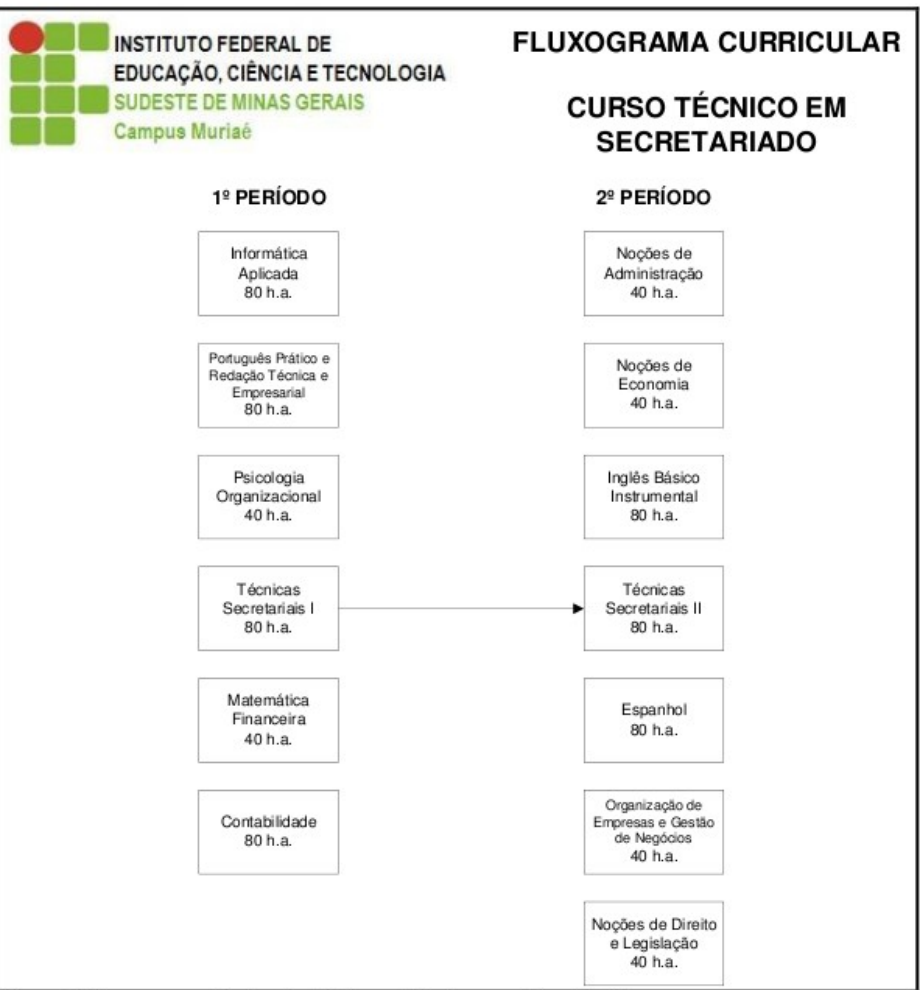 INSTITUTO FEDERAL DE
EDUCAÇÃO, CIÊNCIA E TECNOLOGIA
SUDESTE DE MINAS GERAIS
Campus Muriaé
FLUXOGRAMA CURRICULAR
CURSO TÉCNICO EM
SECRETARIADO
1º PERÍODO
Informática
Aplicada
80 h.a.
Português Prático e
Redação Técnica e
Empresarial
80 h.a.
Psicologia
Organizacional
40 h.a.
Técnicas
Secretariais I
80 h.a.
Matemática
Financeira
40 h.a.
Contabilidade
80 h.a.
2º PERÍODO
Noções de
Administração
40 h.a.
Noções de
Economia
40 h.a.
Inglês Básico
Instrumental
80 h.a.
Técnicas
Secretariais II
80 h.a.
Espanhol
80 h.a.
Organização de
Empresas e Gestão
de Negócios
40 h.a.
Noções de Direito
e Legislação
40 h.a.